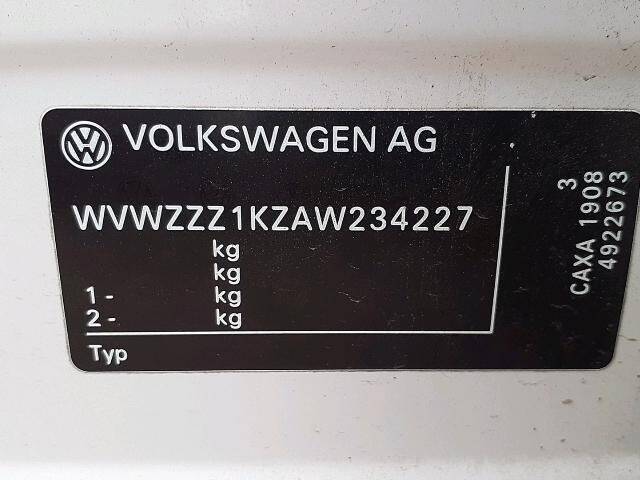 VOLKSWAGEN AG
WVWZZZ1KZAW234227
kg
kg
1 - kg
2 - kg
Typ
3
CAXA 1908
4922673